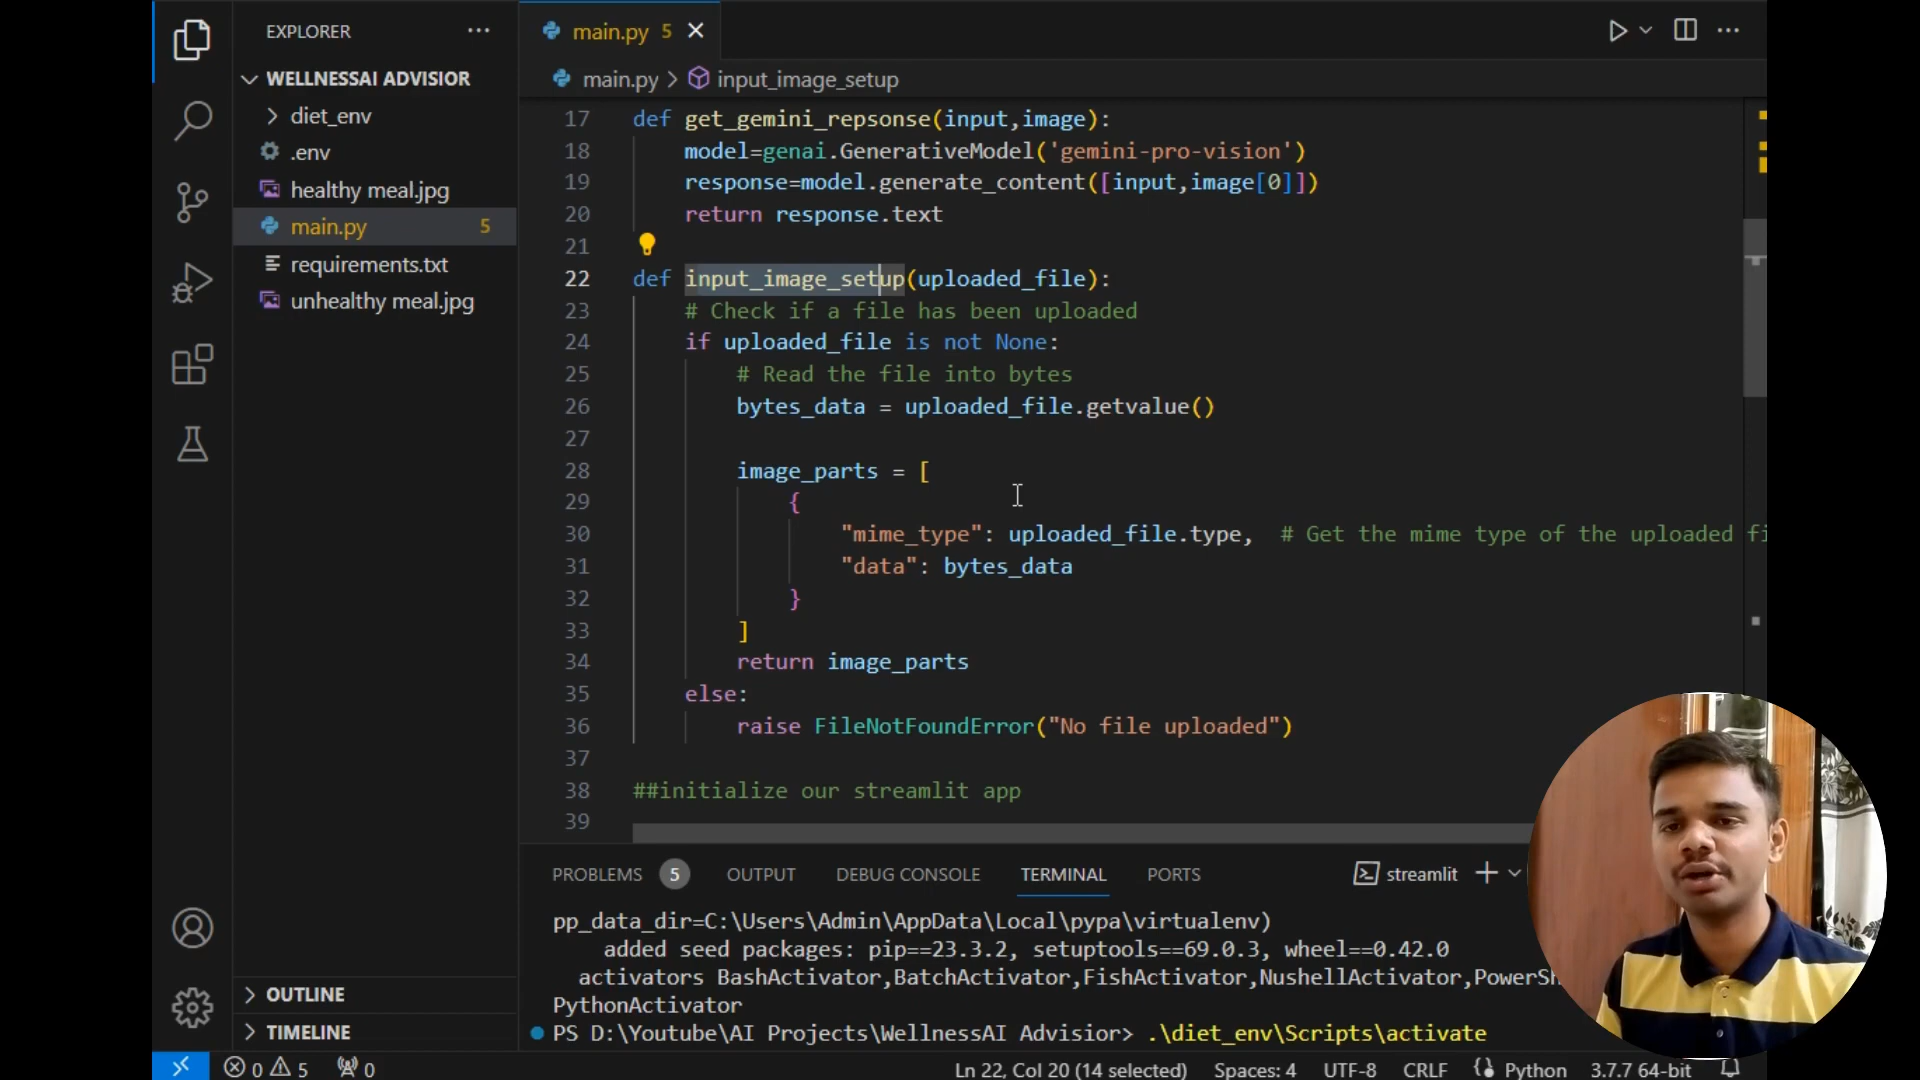 EXPLORER
WELLNESSAI ADVISIOR
diet_env
.env
healthy meal.jpg
main.py 5
requirements.txt
unhealthy meal.jpg
OUTLINE
TIMELINE
main.py 5
main.py > input_image_setup
17 def get_gemini_repsonse(input,image):
18 model=genai.GenerativeModel('gemini-pro-vision')
19 response=model.generate_content([input,image[0]])
20 return response.text
21
22 def input_image_setup(uploaded_file):
23 # Check if a file has been uploaded
24 if uploaded_file is not None:
25 # Read the file into bytes
26 bytes_data = uploaded_file.getvalue()
27
28 image_parts = [
29 {
30 "mime_type": uploaded_file.type, # Get the mime type of the uploaded fi
31 "data": bytes_data
32 }
33 ]
34 return image_parts
35 else:
36 raise FileNotFoundError("No file uploaded")
37
38 ##initialize our streamlit app
39
PROBLEMS 5 OUTPUT DEBUG CONSOLE TERMINAL PORTS streamlit
pp_data_dir=C:\Users\Admin\AppData\Local\pypa\virtualenv)
added seed packages: pip==23.3.2, setuptools==69.0.3, wheel==0.42.0
activators BashActivator,BatchActivator,FishActivator,NushellActivator,PowerSh
PythonActivator
PS D:\Youtube\AI Projects\WellnessAI Advisior> .\diet_env\Scripts\activate
0 5 0 Ln 22, Col 20 (14 selected) Spaces: 4 UTF-8 CRLF Python 3.7.7 64-bit